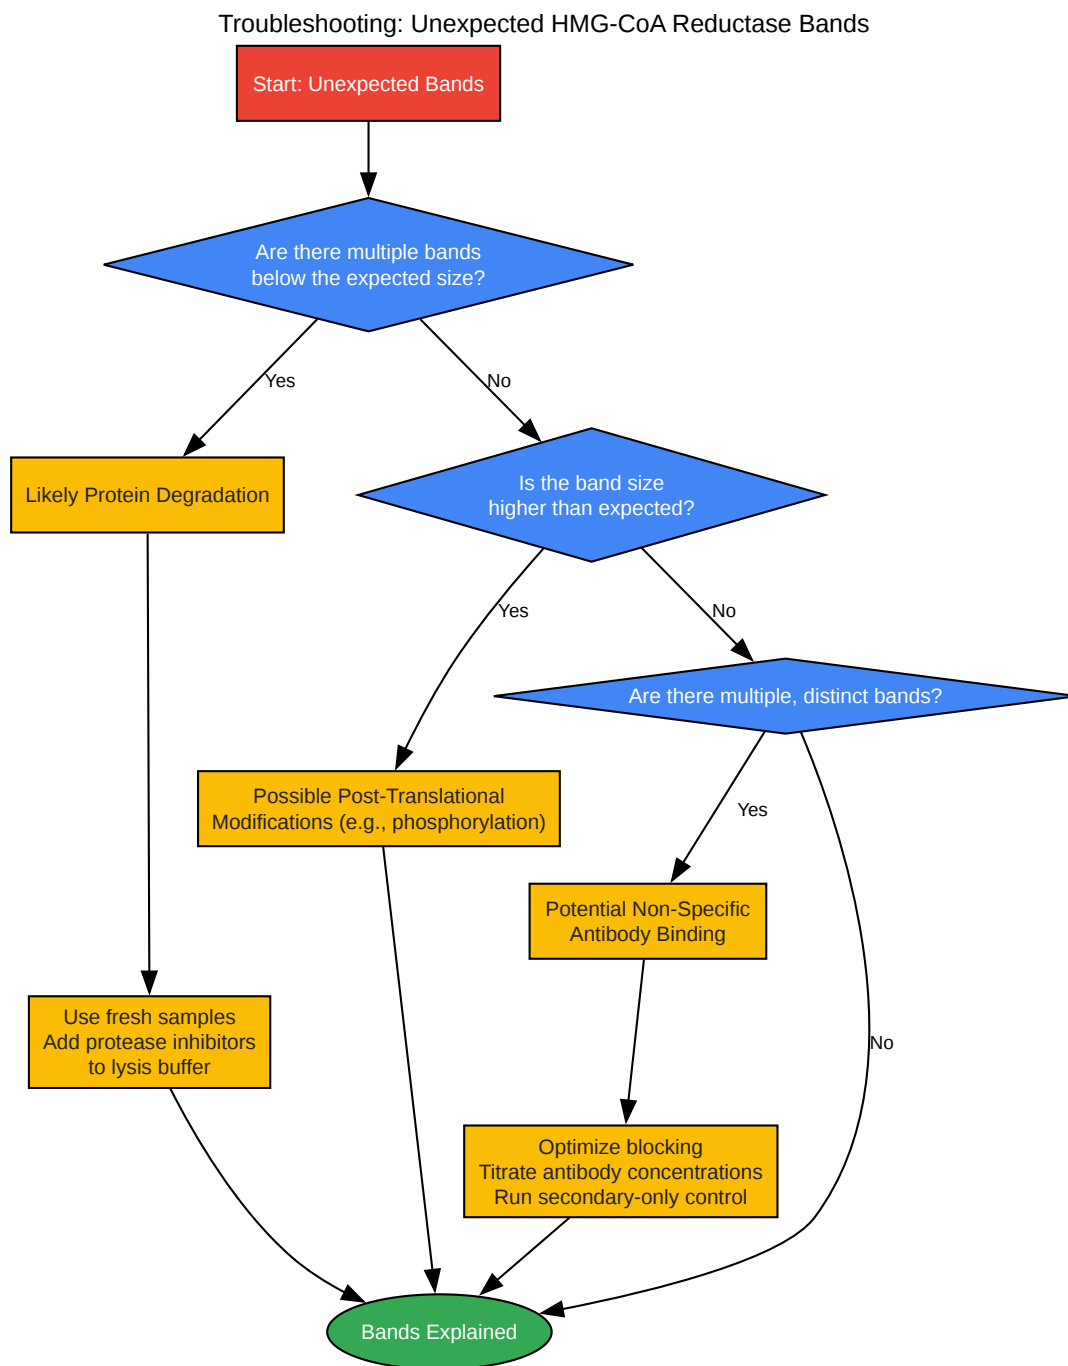 Troubleshooting: Unexpected HMG-CoA Reductase Bands
Start: Unexpected Bands
Are there multiple bands
below the expected size?
Yes
No
Likely Protein Degradation
Is the band size
higher than expected?
Yes
No
Are there multiple, distinct bands?
Possible Post-Translational
Modifications (e.g., phosphorylation)
Yes
Potential Non-Specific
Antibody Binding
Use fresh samples
Add protease inhibitors
to lysis buffer
No
Optimize blocking
Titrate antibody concentrations
Run secondary-only control
Bands Explained